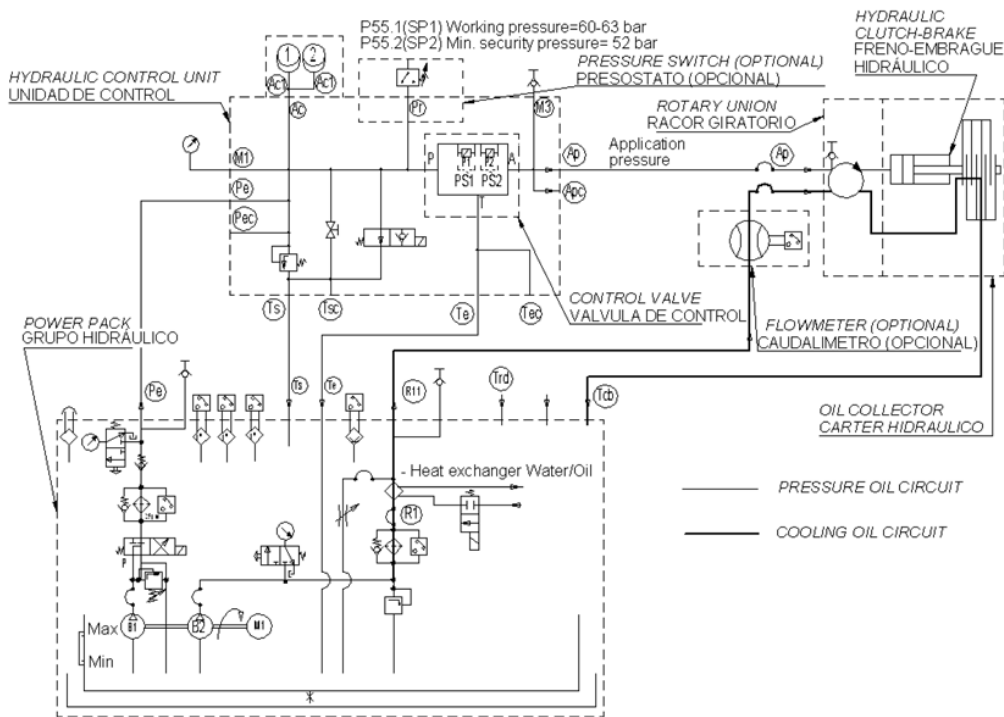 P55.1(SP1) Working pressure=60-63 bar
P55.2(SP2) Min. security pressure= 52 bar
HYDRAULIC
CLUTCH-BRAKE
FRENO-EMBRAGUE
HIDRÁULICO
1
2
Ac1
Ac1
PRESSURE SWITCH (OPTIONAL)
PRESOSTATO (OPCIONAL)
HYDRAULIC CONTROL UNIT
UNIDAD DE CONTROL
Ac
Pr
M3
ROTARY UNION
RACOR GIRATORIO
M1
P
P1
P2
A
PS1
PS2
T
Ap
Application
pressure
Ap
Pe
Apc
Pec
Ts
Tsc
Te
Tec
CONTROL VALVE
VALVULA DE CONTROL
FLOWMETER (OPTIONAL)
CAUDALIMETRO (OPCIONAL)
POWER PACK
GRUPO HIDRÁULICO
Pe
Ts
Te
R11
Trd
Tcb
OIL COLLECTOR
CARTER HIDRAULICO
- Heat exchanger Water/Oil
R1
PRESSURE OIL CIRCUIT
COOLING OIL CIRCUIT
P
Max
B1
B2
M1
Min